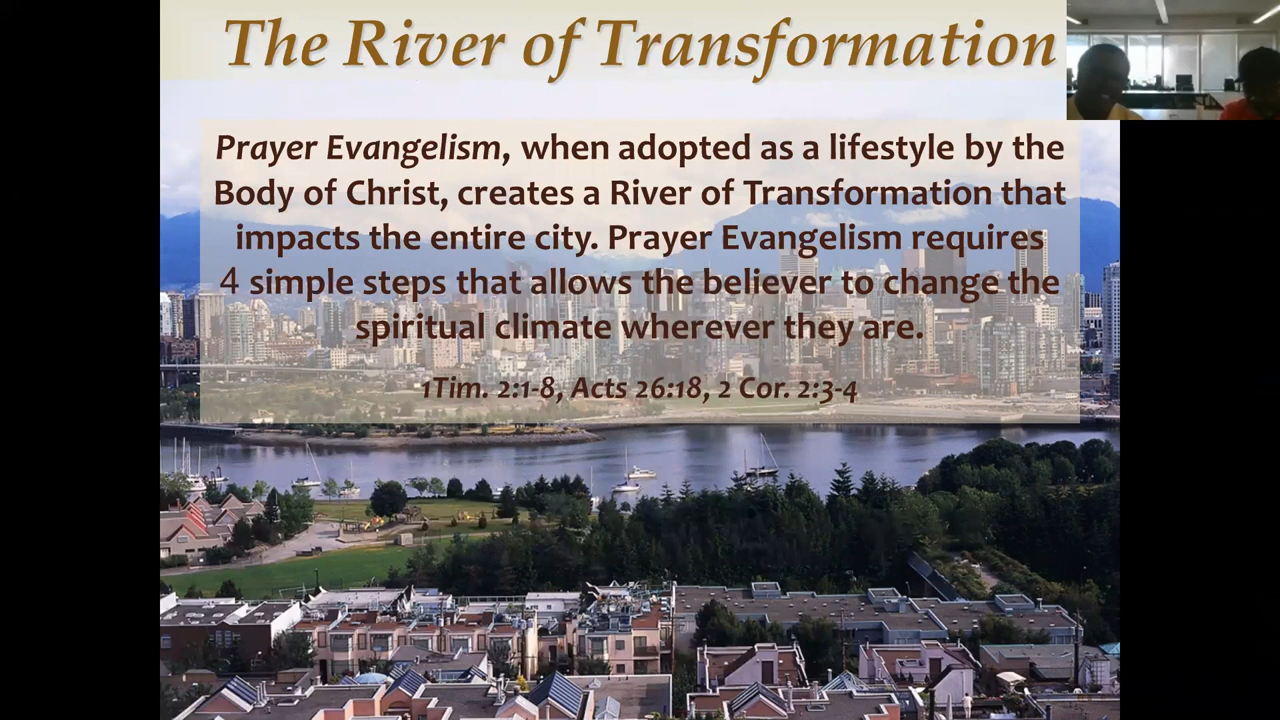 The River of Transformation
Prayer Evangelism, when adopted as a lifestyle by the
Body of Christ, creates a River of Transformation that
impacts the entire city. Prayer Evangelism requires
4 simple steps that allows the believer to change the
spiritual climate wherever they are.
1Tim. 2:1-8, Acts 26:18, 2 Cor. 2:3-4